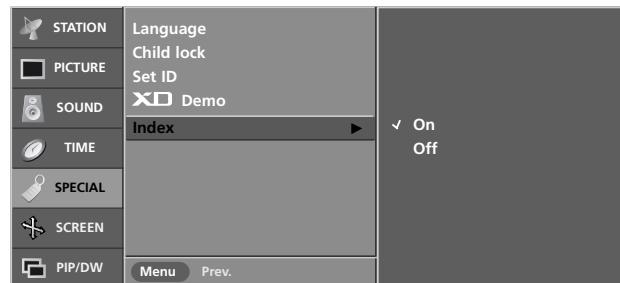 STATION
PICTURE
SOUND
TIME
SPECIAL
SCREEN
PIP/DW
Language
Child lock
Set ID
XD Demo
Index ►
✓ On
Off
Menu Prev.